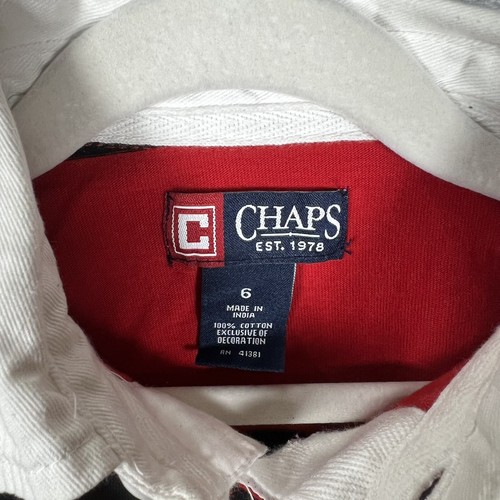 C CHAPS
EST. 1978
6
MADE IN
INDIA
100% COTTON
EXCLUSIVE OF
DECORATION
RN 41381